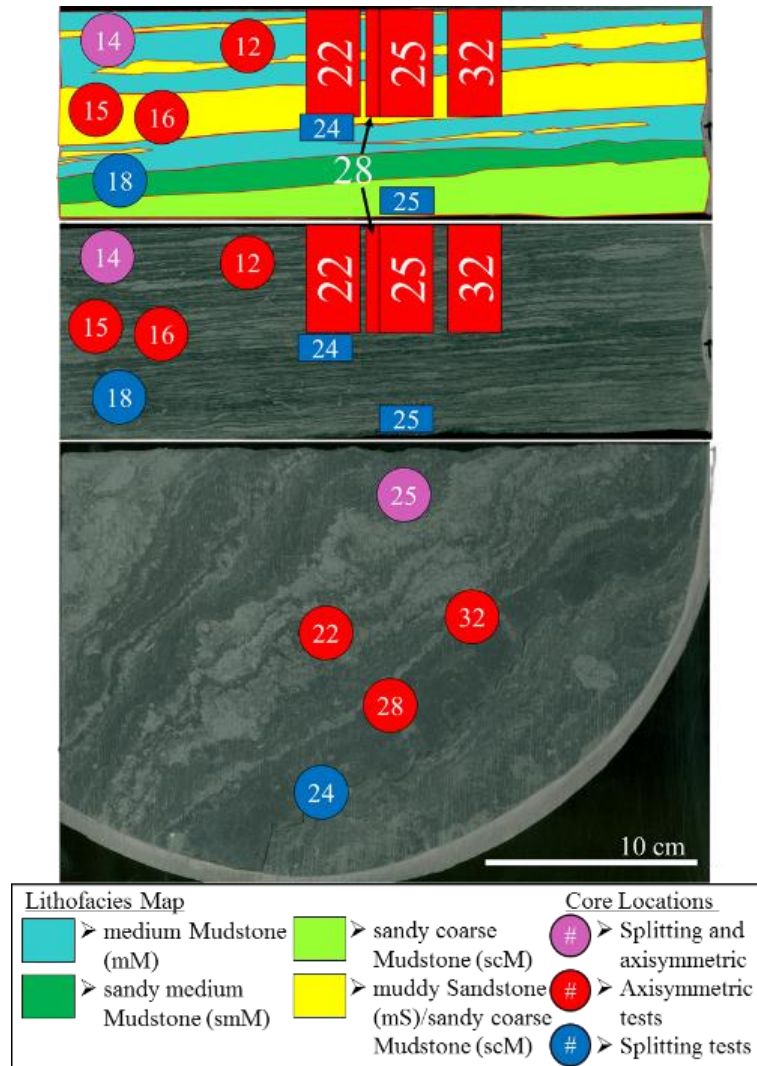 14
12
22
25
32
15
16
24
18
28
25
14
12
22
25
32
15
16
24
18
25
25
22
32
28
24
10 cm
Lithofacies Map
Core Locations
➢ medium Mudstone (mM)
➢ sandy medium Mudstone (smM)
➢ sandy coarse Mudstone (scM)
➢ muddy Sandstone (mS)/sandy coarse Mudstone (scM)
# ➢ Splitting and axisymmetric
# ➢ Axisymmetric tests
# ➢ Splitting tests